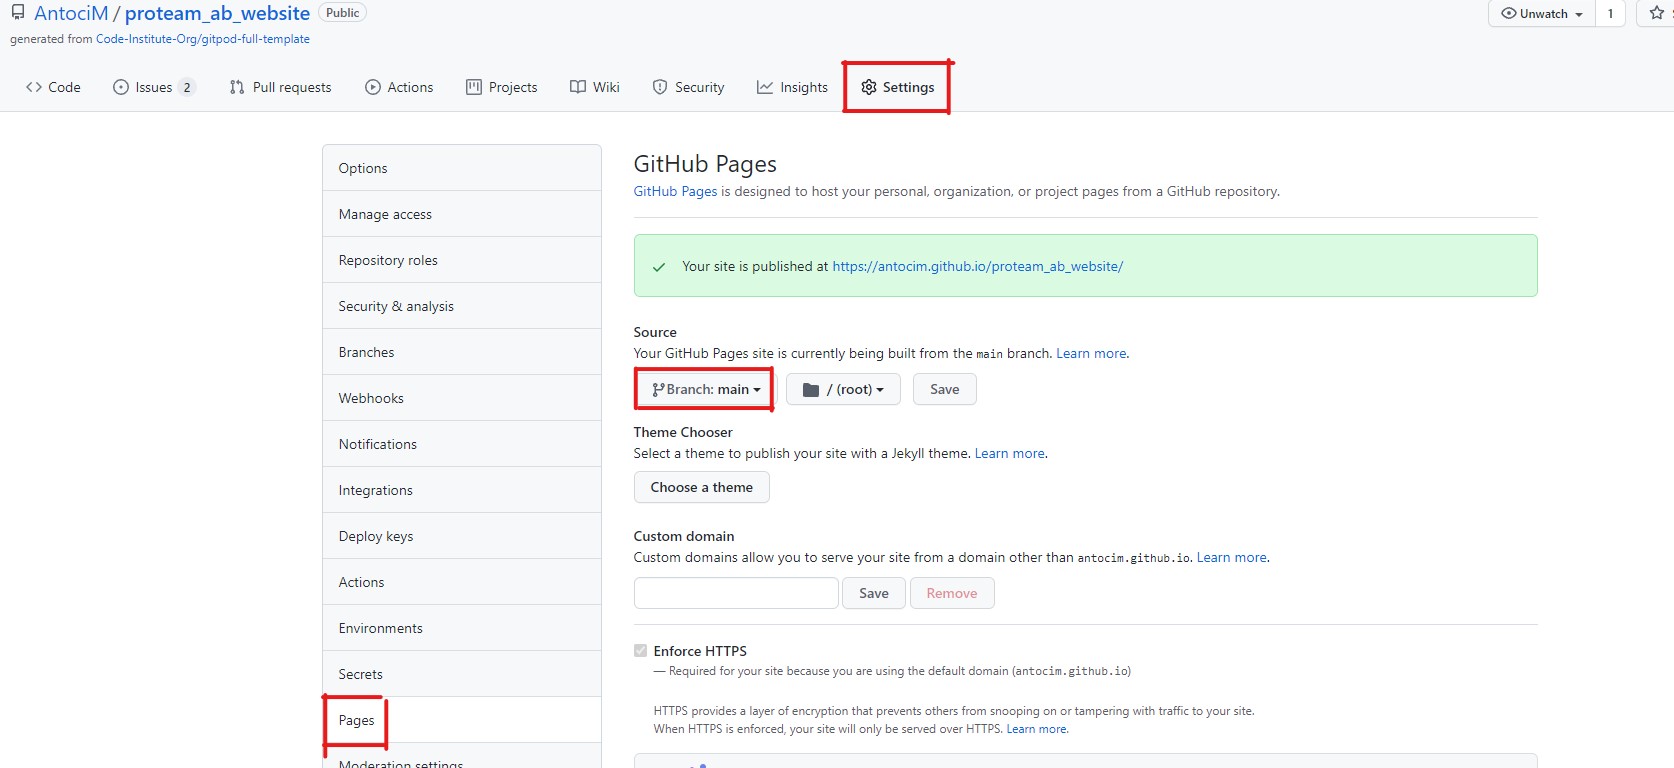 AntociM / proteam_ab_website Public
Unwatch 1
generated from Code-Institute-Org/gitpod-full-template
Code Issues 2 Pull requests Actions Projects Wiki Security Insights Settings
Options
Manage access
Repository roles
Security & analysis
Branches
Webhooks
Notifications
Integrations
Deploy keys
Actions
Environments
Secrets
Pages
Moderation settings
GitHub Pages
GitHub Pages is designed to host your personal, organization, or project pages from a GitHub repository.
Your site is published at https://antocim.github.io/proteam_ab_website/
Source
Your GitHub Pages site is currently being built from the main branch. Learn more.
Branch: main / (root) Save
Theme Chooser
Select a theme to publish your site with a Jekyll theme. Learn more.
Choose a theme
Custom domain
Custom domains allow you to serve your site from a domain other than antocim.github.io. Learn more.
Save Remove
Enforce HTTPS
— Required for your site because you are using the default domain (antocim.github.io)
HTTPS provides a layer of encryption that prevents others from snooping on or tampering with traffic to your site.
When HTTPS is enforced, your site will only be served over HTTPS. Learn more.